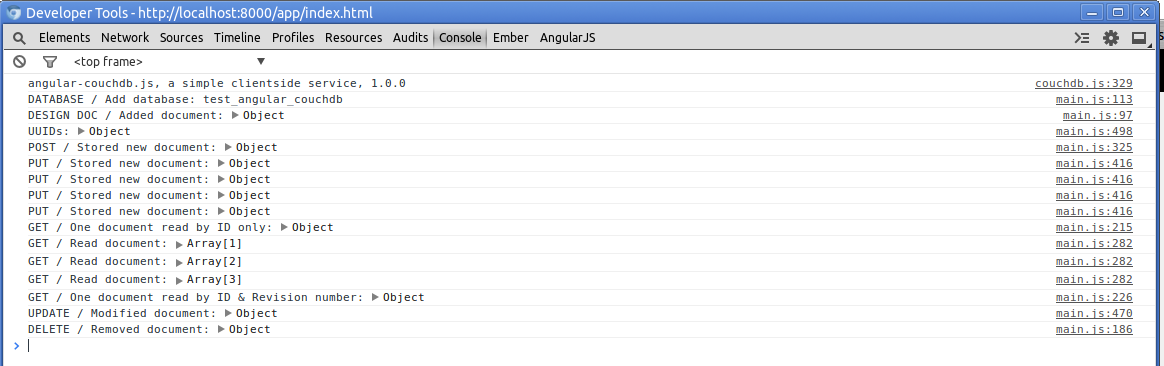 Developer Tools - http://localhost:8000/app/index.html
Elements Network Sources Timeline Profiles Resources Audits Console Ember AngularJS
<top frame>
angular-couchdb.js, a simple clientside service, 1.0.0 couchdb.js:329
DATABASE / Add database: test_angular_couchdb main.js:113
DESIGN DOC / Added document: ▶Object main.js:97
UUIDs: ▶Object main.js:498
POST / Stored new document: ▶Object main.js:325
PUT / Stored new document: ▶Object main.js:416
PUT / Stored new document: ▶Object main.js:416
PUT / Stored new document: ▶Object main.js:416
PUT / Stored new document: ▶Object main.js:416
GET / One document read by ID only: ▶Object main.js:215
GET / Read document: ▶Array[1] main.js:282
GET / Read document: ▶Array[2] main.js:282
GET / Read document: ▶Array[3] main.js:282
GET / One document read by ID & Revision number: ▶Object main.js:226
UPDATE / Modified document: ▶Object main.js:470
DELETE / Removed document: ▶Object main.js:186
>